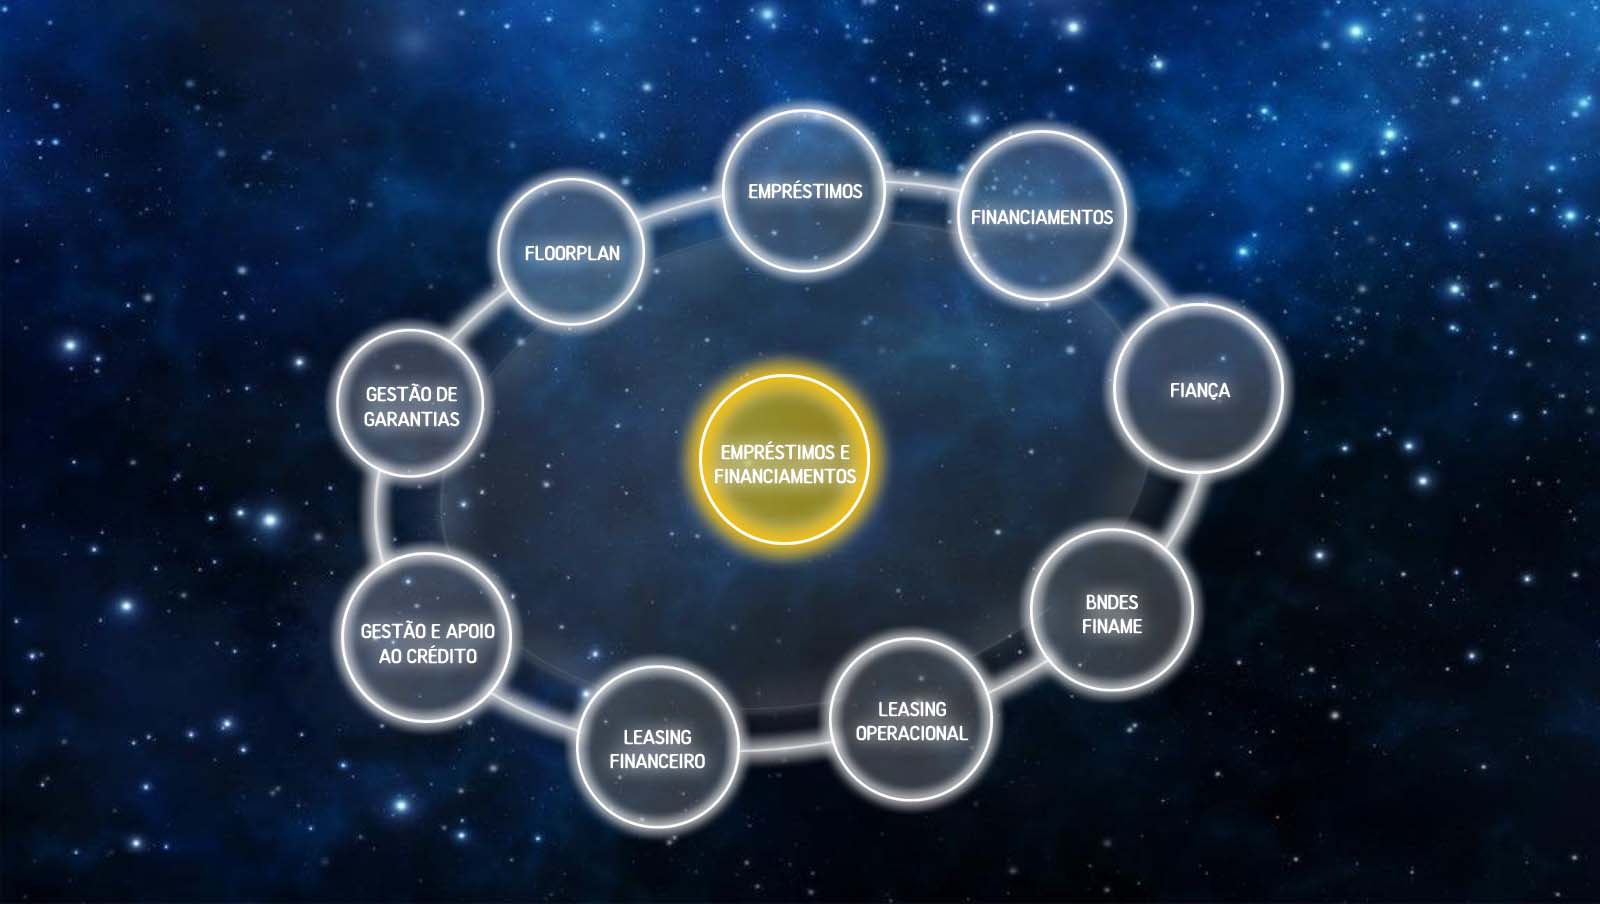 EMPRÉSTIMOS
FINANCIAMENTOS
FLOORPLAN
FIANÇA
GESTÃO DE
GARANTIAS
EMPRÉSTIMOS E
FINANCIAMENTOS
BNDES
FINAME
GESTÃO E APOIO
AO CRÉDITO
LEASING
OPERACIONAL
LEASING
FINANCEIRO